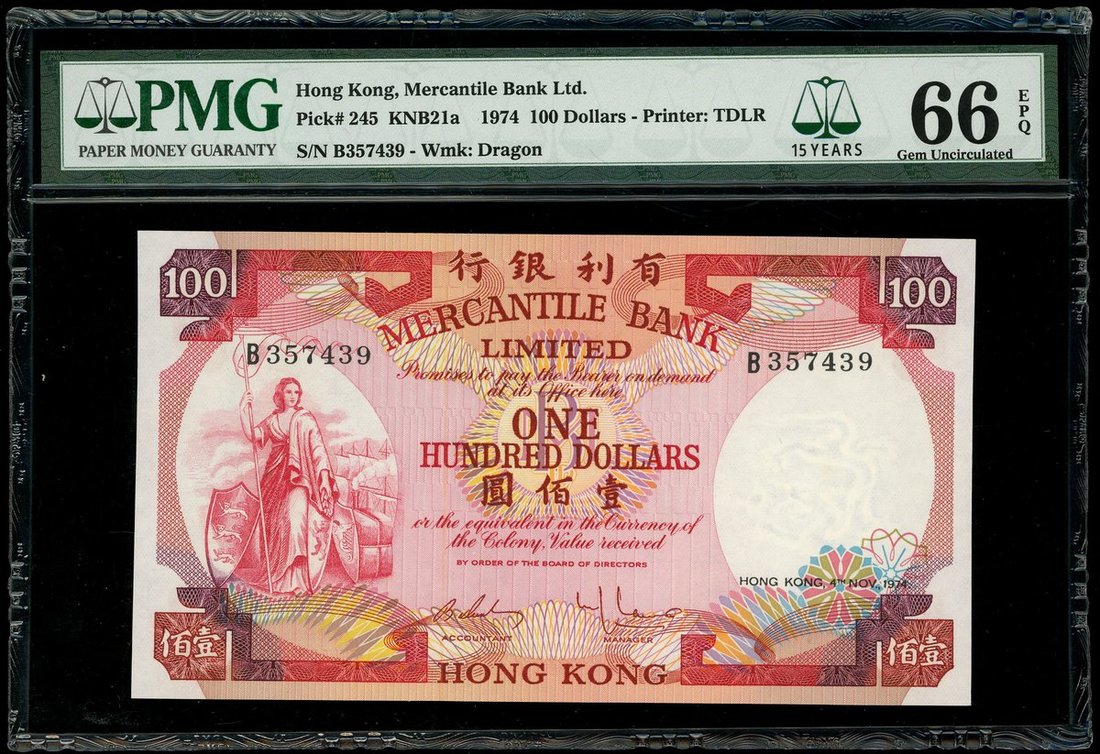 PMG
PAPER MONEY GUARANTY
Hong Kong, Mercantile Bank Ltd.
Pick# 245 KNB21a 1974 100 Dollars - Printer: TDLR
S/N B357439 - Wmk: Dragon
15 YEARS
66 EPQ
Gem Uncirculated
100
行銀利有
100
MERCANTILE BANK
LIMITED
B357439
B357439
Promises to pay the Bearer on demand
at its Office here
ONE
HUNDRED DOLLARS
圓佰壹
or the equivalent in the Currency of
the Colony, Value received
BY ORDER OF THE BOARD OF DIRECTORS
HONG KONG, 4TH NOV, 1974
ACCOUNTANT
MANAGER
佰壹
佰壹
HONG KONG